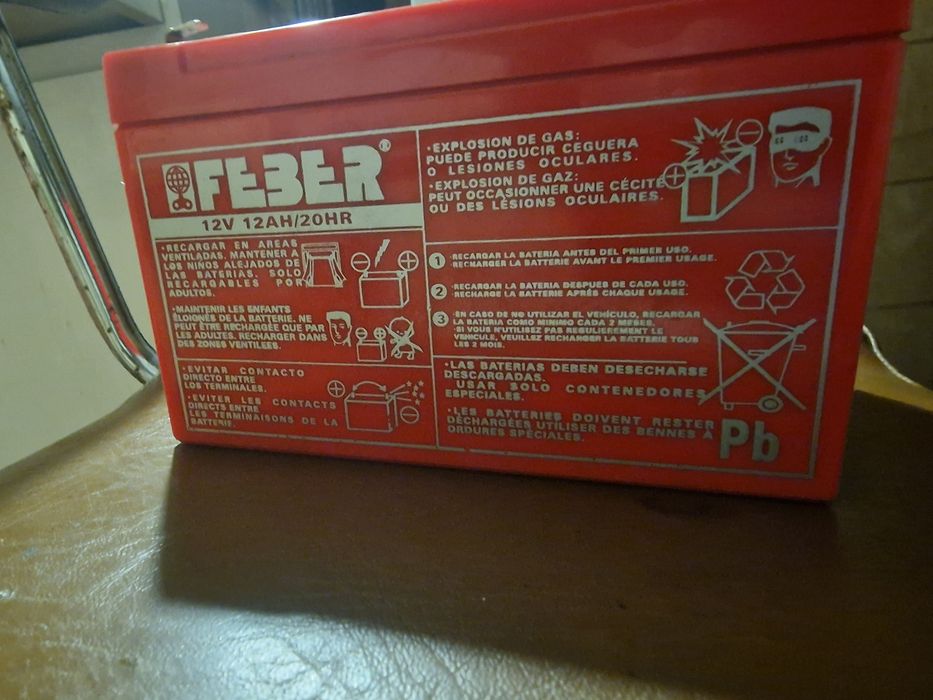 FEBER®
12V 12AH/20HR
•RECARGAR EN AREAS
VENTILADAS. MANTENER A
LOS NIÑOS ALEJADOS DE
LAS BATERIAS. SOLO
RECARGABLES POR
ADULTOS.
•MAINTENIR LES ENFANTS
ÉLOIGNÉS DE LA BATTERIE. NE
PEUT ÊTRE RECHARGÉE QUE PAR
LES ADULTES. RECHARGER DANS
DES ZONES VENTILEES.
•EVITAR CONTACTO
DIRECTO ENTRE
LOS TERMINALES.
•EVITER LES CONTACTS
DIRECTS ENTRE
LES TERMINAISONS DE LA
BATTERIE.
•EXPLOSION DE GAS:
PUEDE PRODUCIR CEGUERA
O LESIONES OCULARES.
•EXPLOSION DE GAZ:
PEUT OCCASIONNER UNE CÉCITÉ
OU DES LÉSIONS OCULAIRES.
1 •RECARGAR LA BATERIA ANTES DEL PRIMER USO.
•RECHARGER LA BATTERIE AVANT LE PREMIER USAGE.
2 •RECARGAR LA BATERIA DESPUES DE CADA USO.
•RECHARGE LA BATTERIE APRÉS CHAQUE USAGE.
3 •EN CASO DE NO UTILIZAR EL VEHÍCULO, RECARGAR
LA BATERIA COMO MINIMO CADA 2 MESES.
•SI VOUS N'UTILISEZ PAS REGULIEREMENT LE
VEHICULE, VEUILLEZ RECHANGER LA BATTERIE TOUS
LES 2 MOIS.
•LAS BATERIAS DEBEN DESECHARSE
DESCARGADAS.
USAR SOLO CONTENEDORES
ESPECIALES.
•LES BATTERIES DOIVENT RESTER
DÉCHARGÉES UTILISER DES BENNES À
ORDURES SPÉCIALES.
Pb